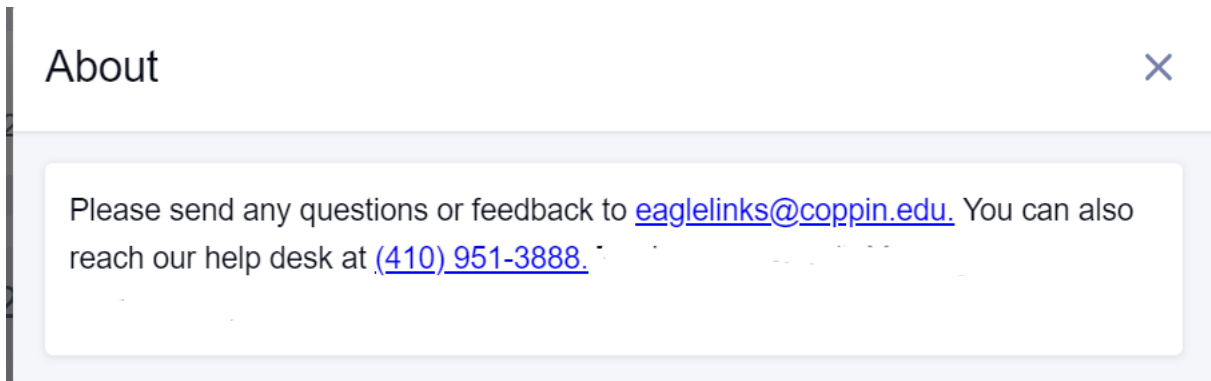 About
Please send any questions or feedback to eaglelinks@coppin.edu. You can also
reach our help desk at (410) 951-3888.